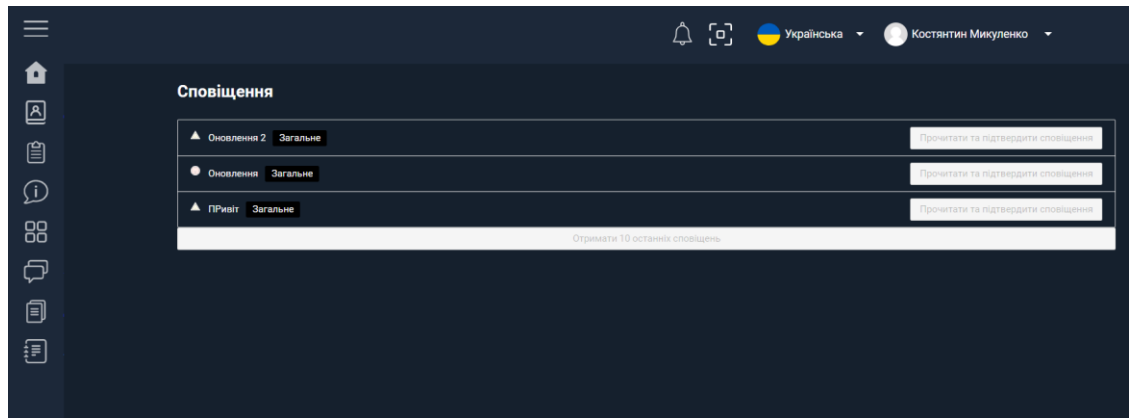 Українська
Костянтин Микуленко
Сповіщення
Оновлення 2 Загальне Прочитати та підтвердити сповіщення
Оновлення Загальне Прочитати та підтвердити сповіщення
ПРивіт Загальне Прочитати та підтвердити сповіщення
Отримати 10 останніх сповіщень